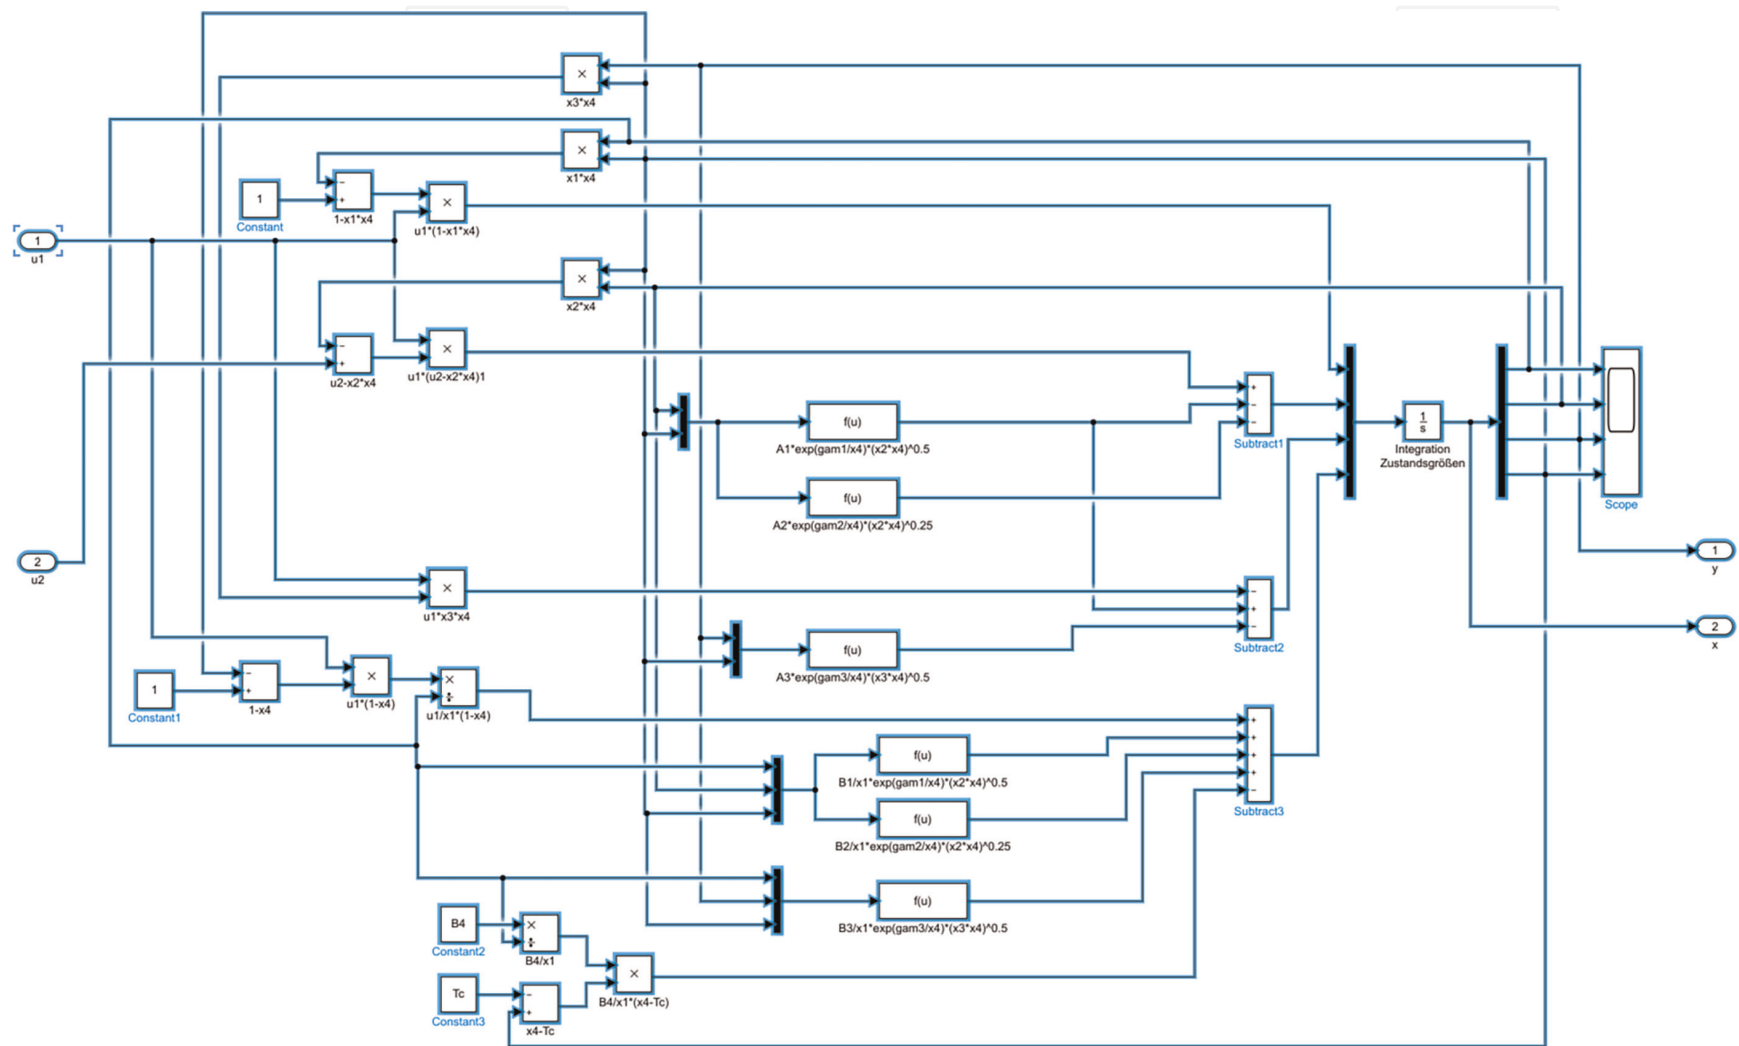 ×
x3*x4
×
x1*x4
1
Constant
−
+
1-x1*x4
×
u1*(1-x1*x4)
1
u1
×
x2*x4
−
+
u2-x2*x4
×
u1*(u2-x2*x4)1
f(u)
A1*exp(gam1/x4)*(x2*x4)^0.5
+
−
−
Subtract1
1
s
Integration
Zustandsgrößen
Scope
f(u)
A2*exp(gam2/x4)*(x2*x4)^0.25
2
u2
1
y
×
u1*x3*x4
−
+
−
Subtract2
2
x
f(u)
A3*exp(gam3/x4)*(x3*x4)^0.5
1
Constant1
−
+
1-x4
×
u1*(1-x4)
×
÷
u1/x1*(1-x4)
+
+
+
+
−
Subtract3
f(u)
B1/x1*exp(gam1/x4)*(x2*x4)^0.5
f(u)
B2/x1*exp(gam2/x4)*(x2*x4)^0.25
f(u)
B3/x1*exp(gam3/x4)*(x3*x4)^0.5
B4
Constant2
×
÷
B4/x1
×
B4/x1*(x4-Tc)
Tc
Constant3
−
+
x4-Tc